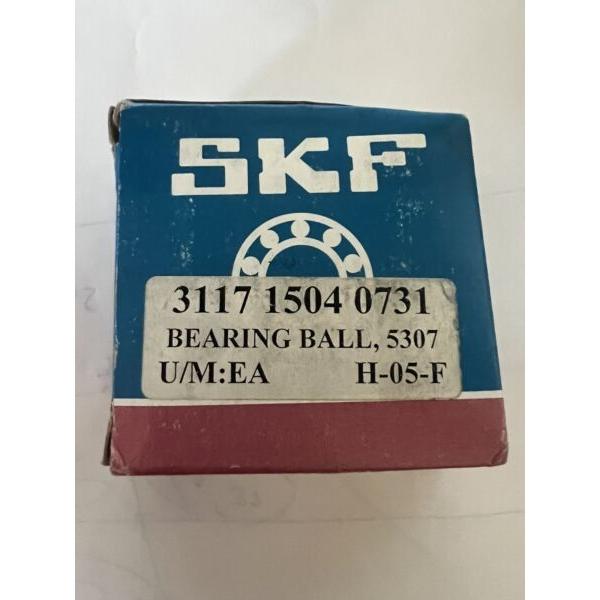 SKF
3117 1504 0731
BEARING BALL, 5307
U/M:EA H-05-F